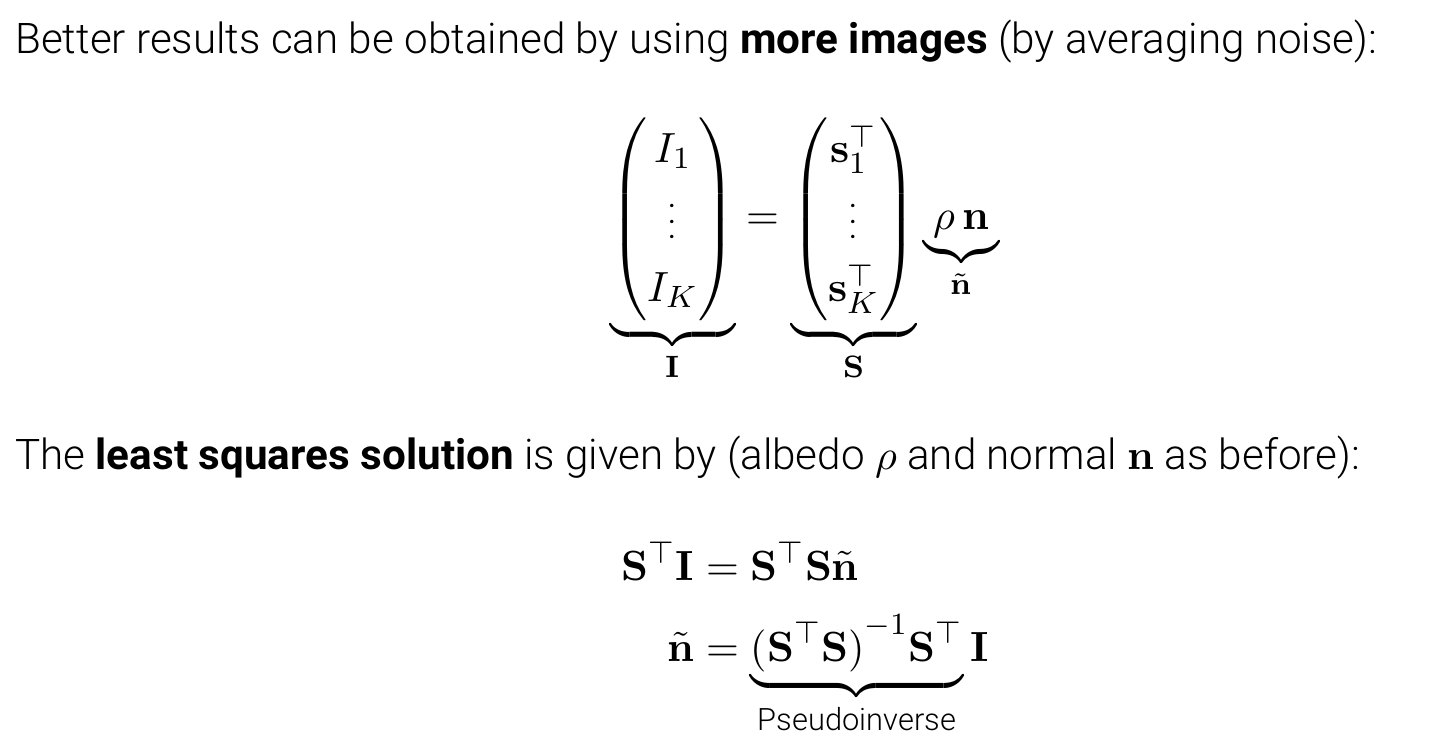 Better results can be obtained by using more images (by averaging noise):
$$\underbrace{\begin{pmatrix} I_1 \\ \vdots \\ I_K \end{pmatrix}}_{\mathbf{I}} = \underbrace{\begin{pmatrix} \mathbf{s}_1^\top \\ \vdots \\ \mathbf{s}_K^\top \end{pmatrix}}_{\mathbf{S}} \underbrace{\rho\,\mathbf{n}}_{\tilde{\mathbf{n}}}$$
The least squares solution is given by (albedo $\rho$ and normal $\mathbf{n}$ as before):
$$\mathbf{S}^\top \mathbf{I} = \mathbf{S}^\top \mathbf{S} \tilde{\mathbf{n}}$$
$$\tilde{\mathbf{n}} = \underbrace{(\mathbf{S}^\top \mathbf{S})^{-1} \mathbf{S}^\top}_{\text{Pseudoinverse}} \mathbf{I}$$